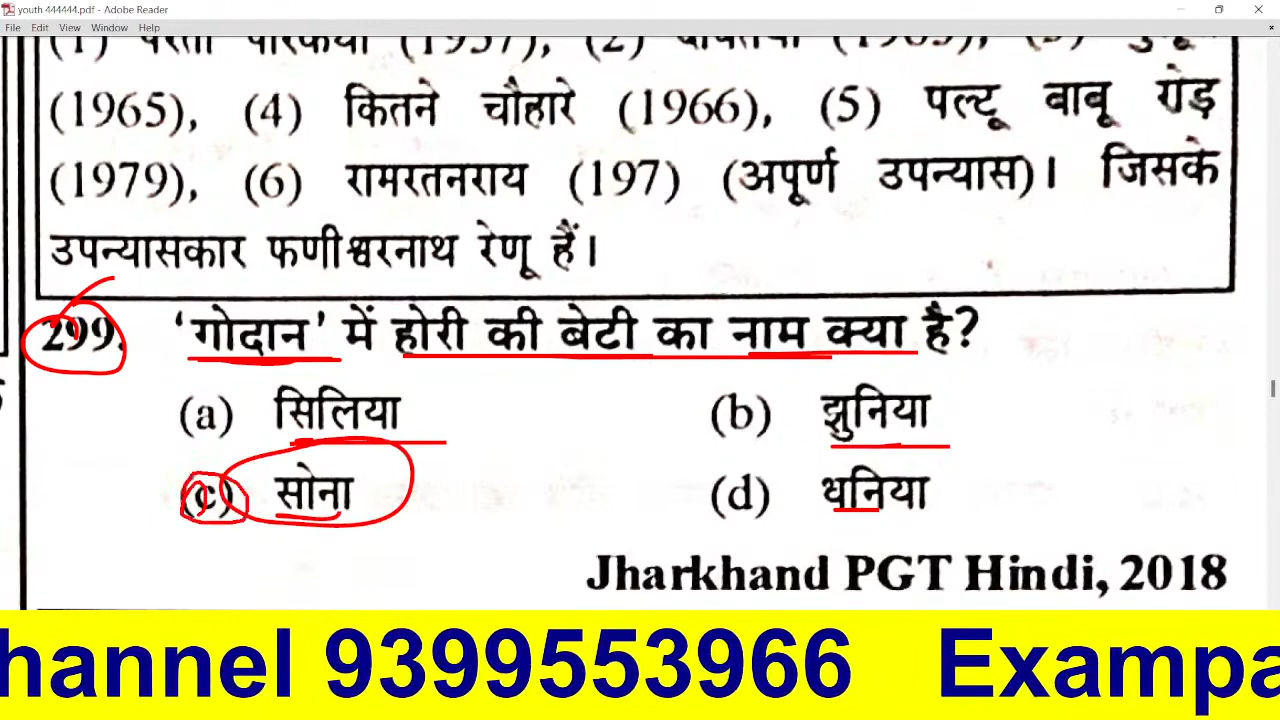 youth 444444.pdf - Adobe Reader
File Edit View Window Help
(1965), (4) कितने चौहारे (1966), (5) पल्टू बाबू रोड़
(1979), (6) रामरतनराय (197) (अपूर्ण उपन्यास)। जिसके
उपन्यासकार फणीश्वरनाथ रेणू हैं।
299. ‘गोदान’ में होरी की बेटी का नाम क्या है?
(a) सिलिया (b) झुनिया
(c) सोना (d) धनिया
Jharkhand PGT Hindi, 2018
hannel 9399553966 Exampa